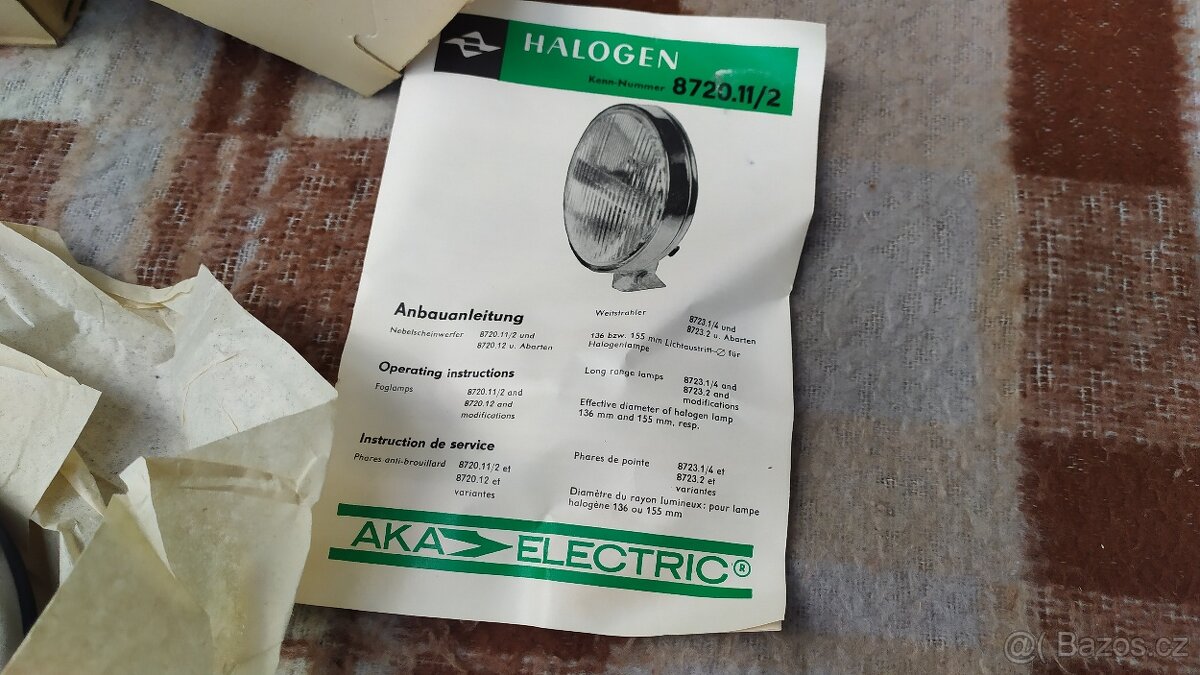 HALOGEN
Kenn-Nummer 8720.11/2
Anbauanleitung
Nebelscheinwerfer 8720.11/2 und
8720.12 u. Abarten
Operating instructions
Foglamps 8720.11/2 and
8720.12 and
modifications
Instruction de service
Phares anti-brouillard 8720.11/2 et
8720.12 et
variantes
Weitstrahler 8723.1/4 und
8723.2 u. Abarten
136 bzw. 155 mm Lichtaustritt-∅ für
Halogenlampe
Long range lamps 8723.1/4 and
8723.2 and
modifications
Effective diameter of halogen lamp
136 mm and 155 mm, resp.
Phares de pointe 8723.1/4 et
8723.2 et
variantes
Diamètre du rayon lumineux: pour lampe
halogène 136 ou 155 mm
AKA ELECTRIC ®
@( Bazos.cz